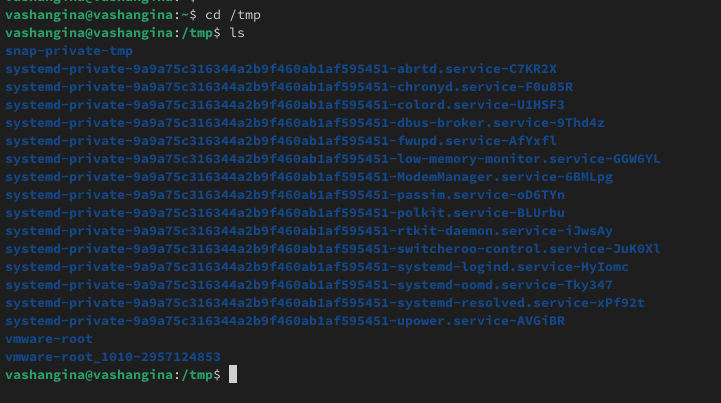 vashangina@vashangina:~$ cd /tmp
vashangina@vashangina:/tmp$ ls
snap-private-tmp
systemd-private-9a9a75c316344a2b9f460ab1af595451-abrtd.service-C7KR2X
systemd-private-9a9a75c316344a2b9f460ab1af595451-chronyd.service-F0u85R
systemd-private-9a9a75c316344a2b9f460ab1af595451-colord.service-U1HSF3
systemd-private-9a9a75c316344a2b9f460ab1af595451-dbus-broker.service-9Thd4z
systemd-private-9a9a75c316344a2b9f460ab1af595451-fwupd.service-AfYxfl
systemd-private-9a9a75c316344a2b9f460ab1af595451-low-memory-monitor.service-GGW6YL
systemd-private-9a9a75c316344a2b9f460ab1af595451-ModemManager.service-6BMLpg
systemd-private-9a9a75c316344a2b9f460ab1af595451-passim.service-oD6TYn
systemd-private-9a9a75c316344a2b9f460ab1af595451-polkit.service-BLUrbu
systemd-private-9a9a75c316344a2b9f460ab1af595451-rtkit-daemon.service-iJwsAy
systemd-private-9a9a75c316344a2b9f460ab1af595451-switcheroo-control.service-JuK0Xl
systemd-private-9a9a75c316344a2b9f460ab1af595451-systemd-logind.service-HyIomc
systemd-private-9a9a75c316344a2b9f460ab1af595451-systemd-oomd.service-Tky347
systemd-private-9a9a75c316344a2b9f460ab1af595451-systemd-resolved.service-xPf92t
systemd-private-9a9a75c316344a2b9f460ab1af595451-upower.service-AVGiBR
vmware-root
vmware-root_1010-2957124853
vashangina@vashangina:/tmp$